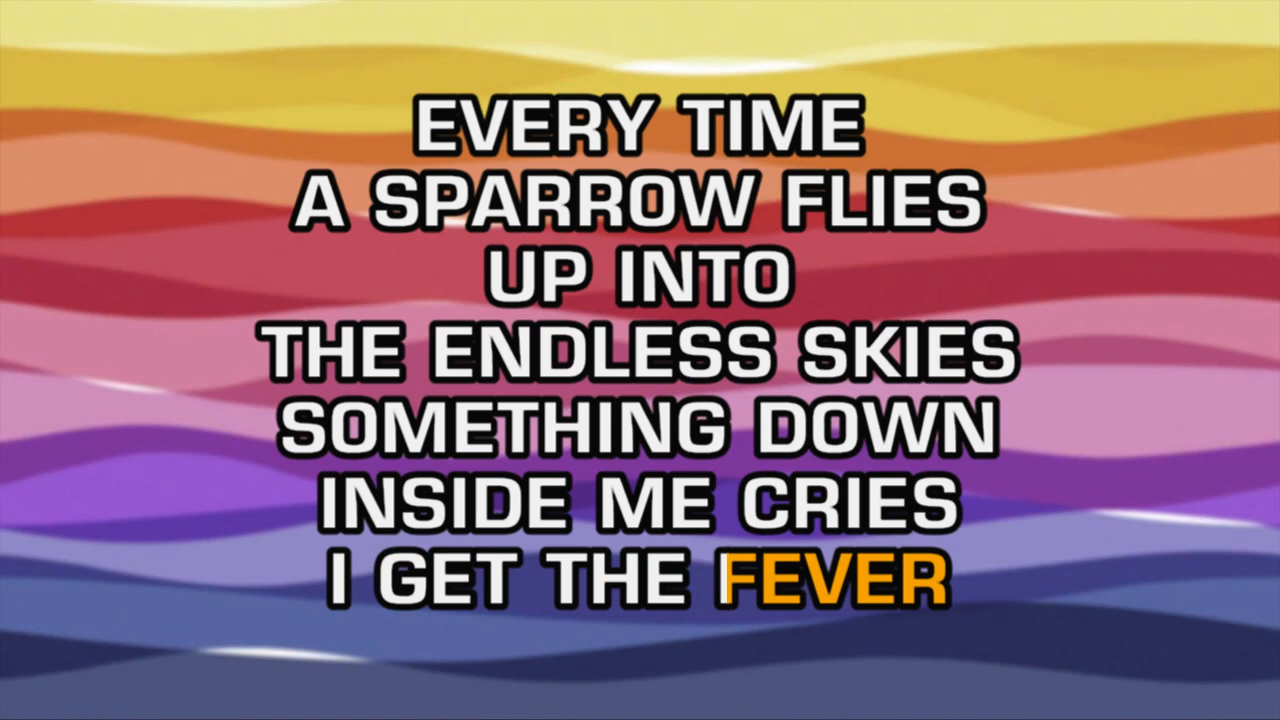 EVERY TIME
A SPARROW FLIES
UP INTO
THE ENDLESS SKIES
SOMETHING DOWN
INSIDE ME CRIES
I GET THE FEVER